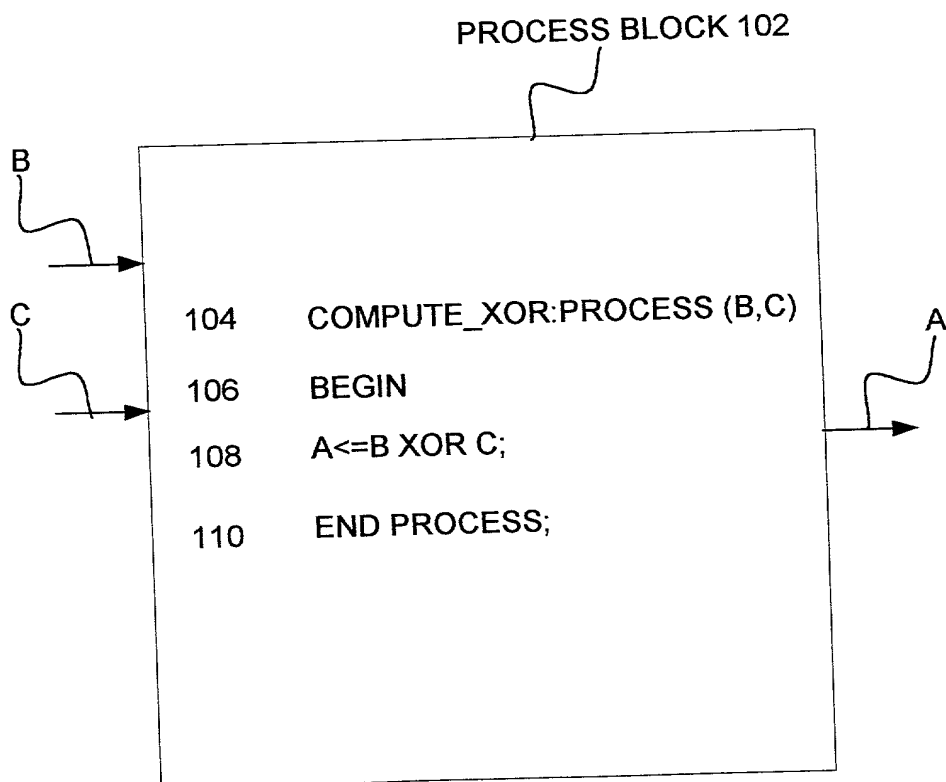 PROCESS BLOCK 102
B
C
A
104 COMPUTE_XOR:PROCESS (B,C)
106 BEGIN
108 A<=B XOR C;
110 END PROCESS;